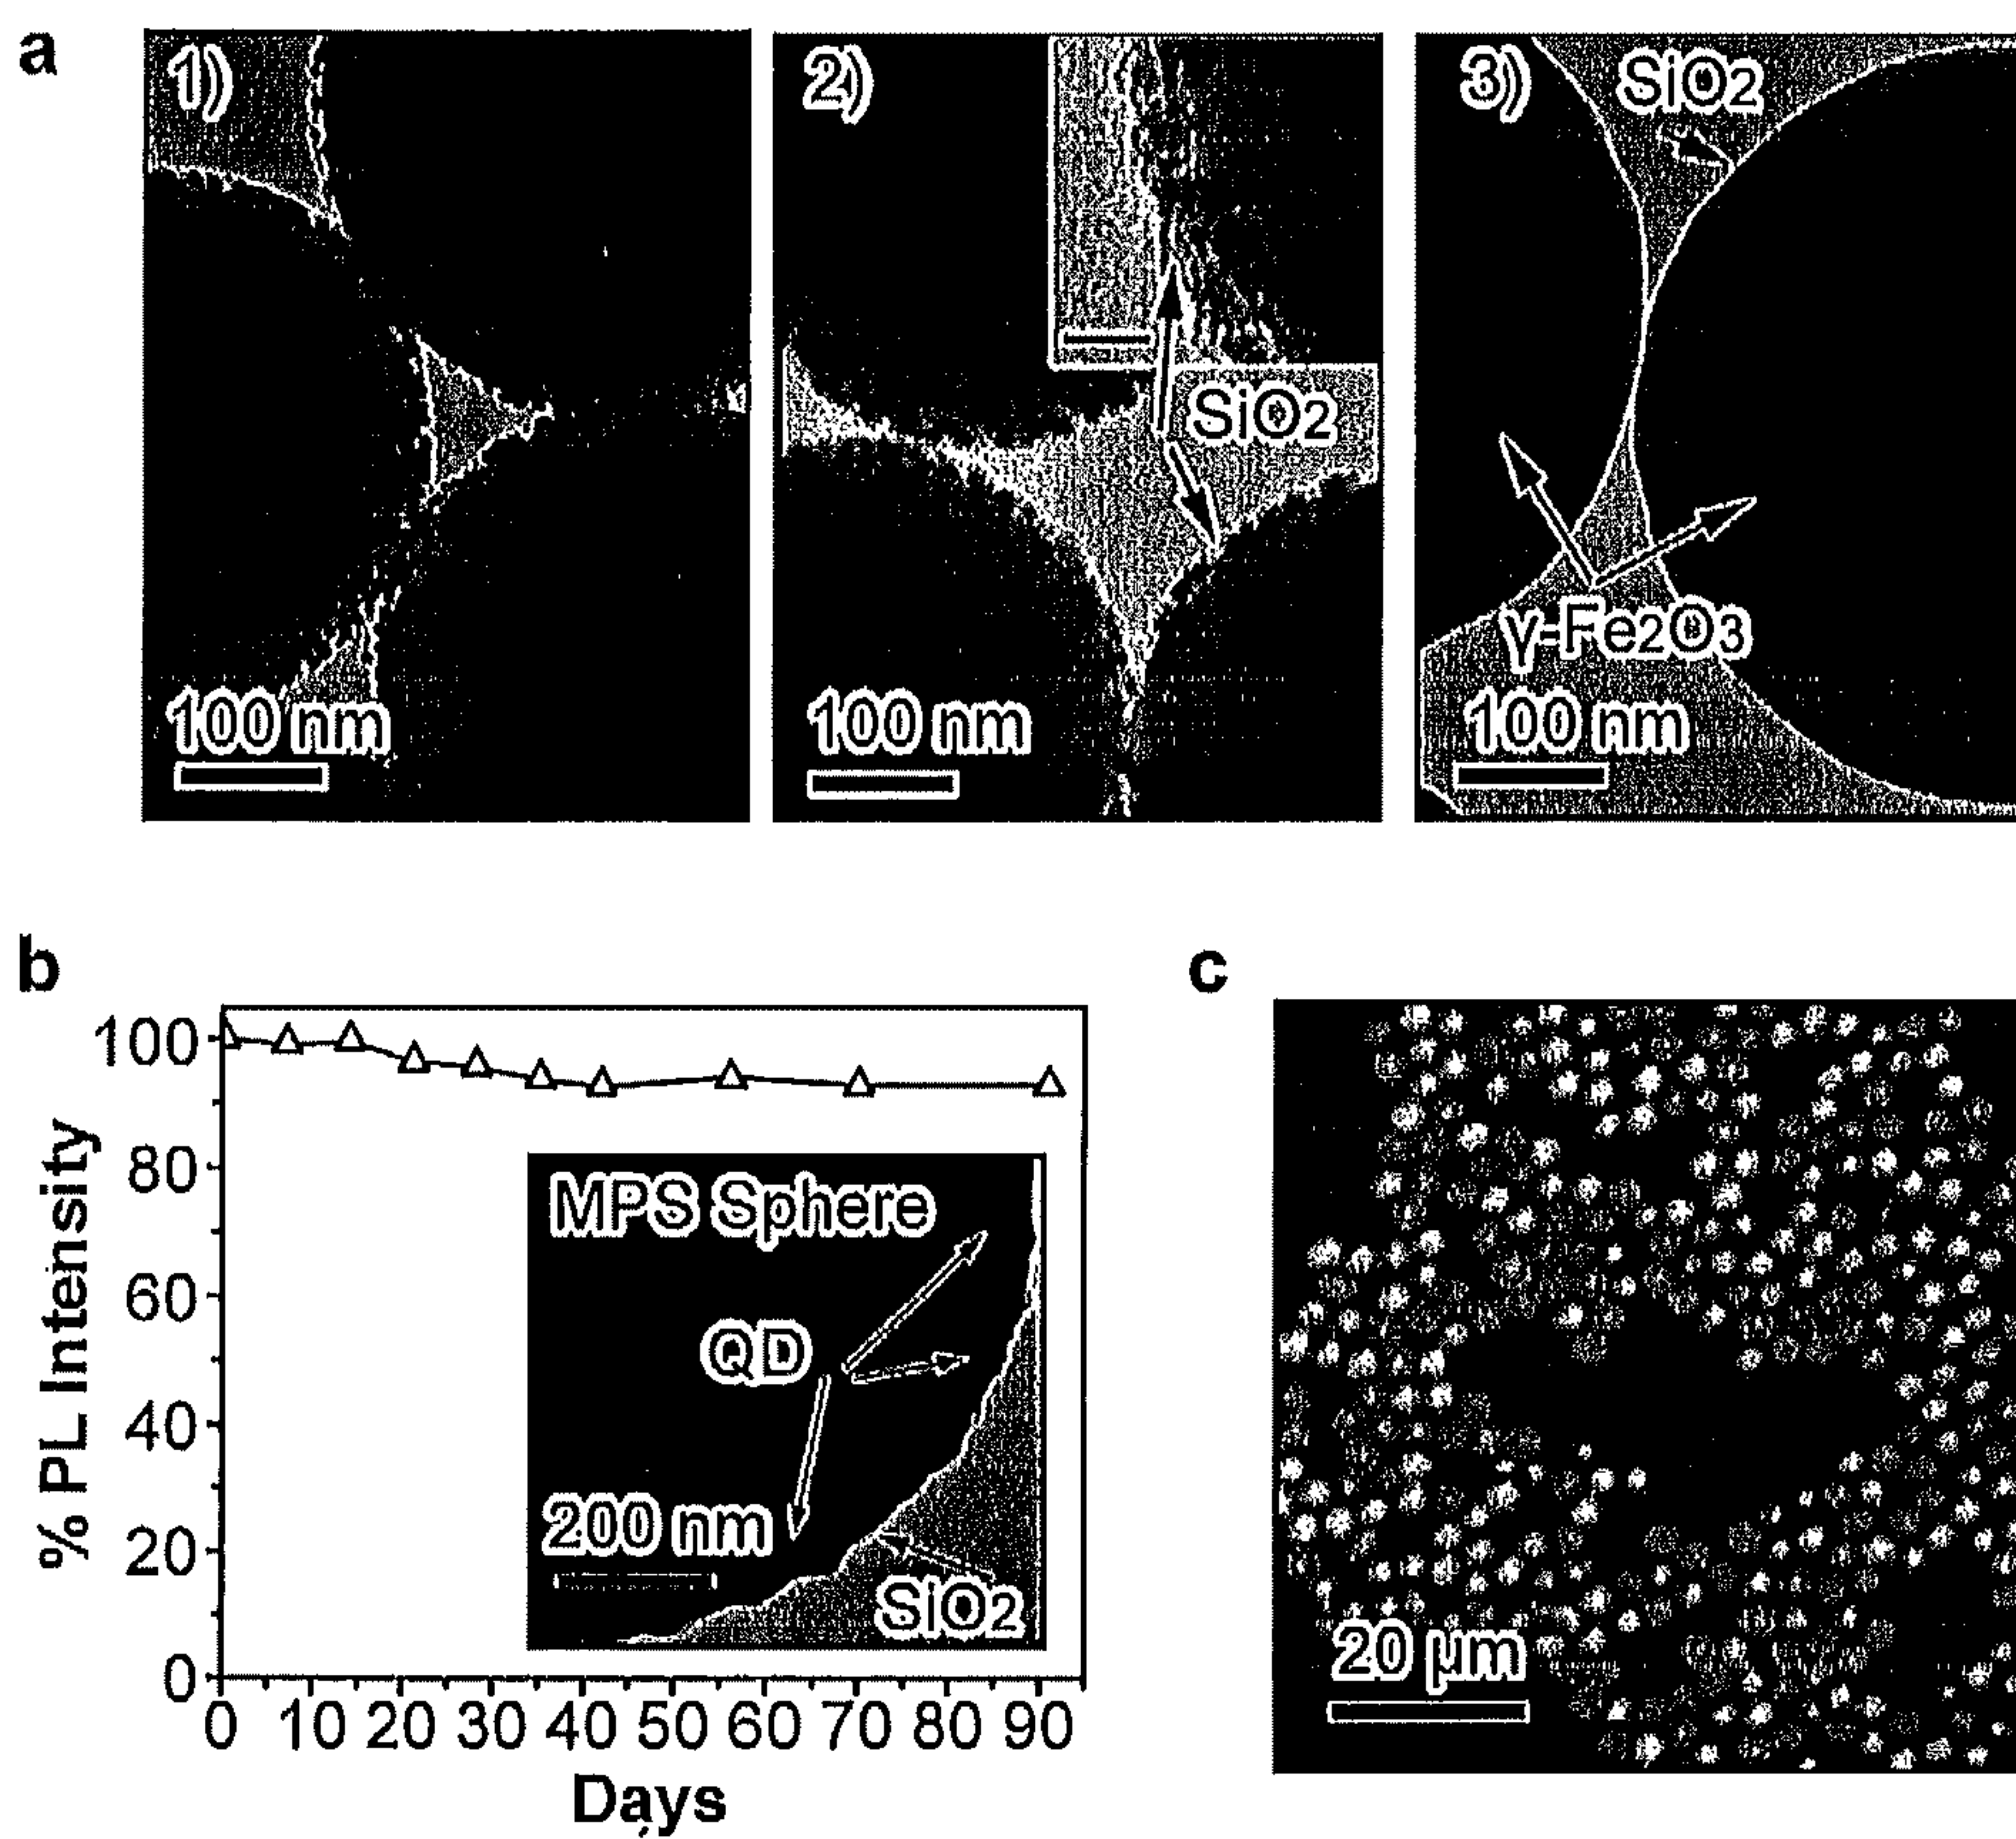 a
1)
2)
3)
SiO2
SiO2
γ-Fe2O3
100 nm
100 nm
100 nm
b
c
100
80
60
40
20
0
% PL Intensity
MPS Sphere
QD
200 nm
SiO2
0 10 20 30 40 50 60 70 80 90
Days
20 µm